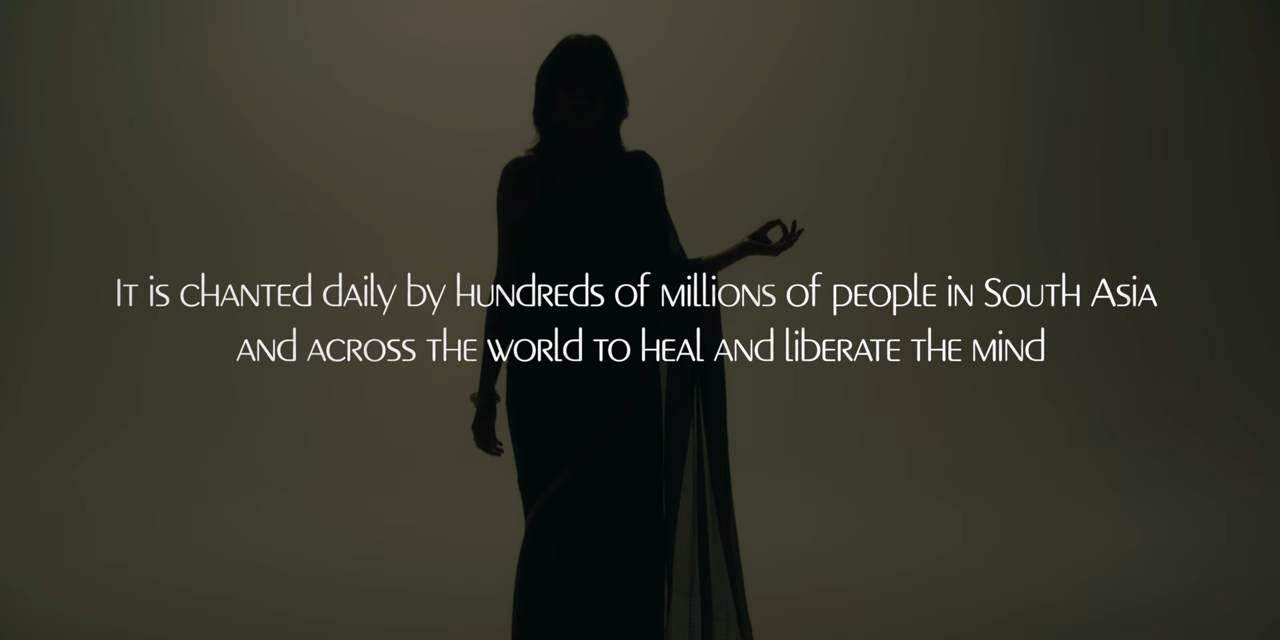 It is chanted daily by hundreds of millions of people in South Asia
and across the world to heal and liberate the mind